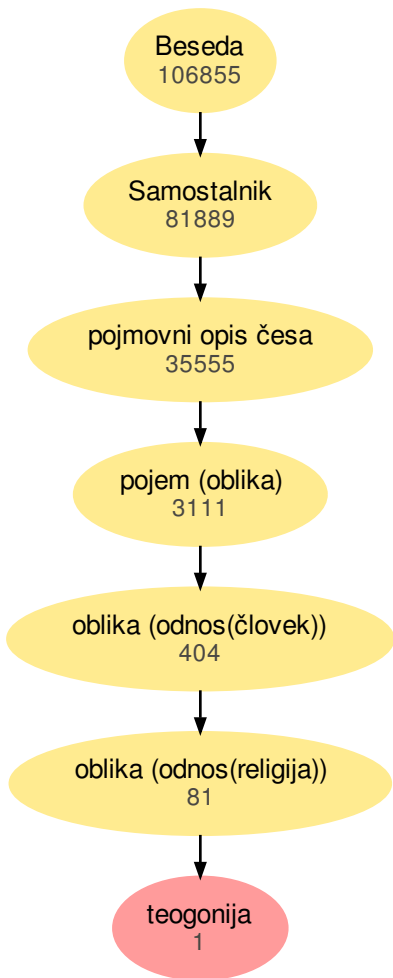 Beseda
106855
Samostalnik
81889
pojmovni opis česa
35555
pojem (oblika)
3111
oblika (odnos(človek))
404
oblika (odnos(religija))
81
teogonija
1